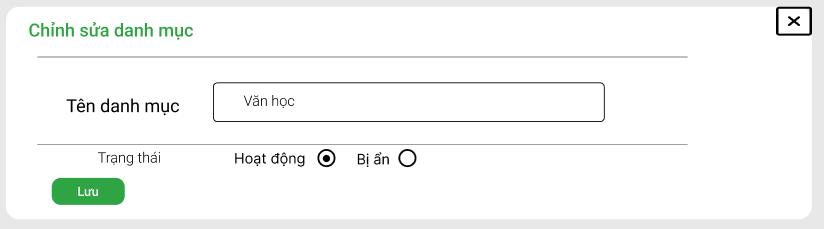 Chỉnh sửa danh mục
Tên danh mục
Văn học
Trạng thái
Hoạt động
Bị ẩn
Lưu